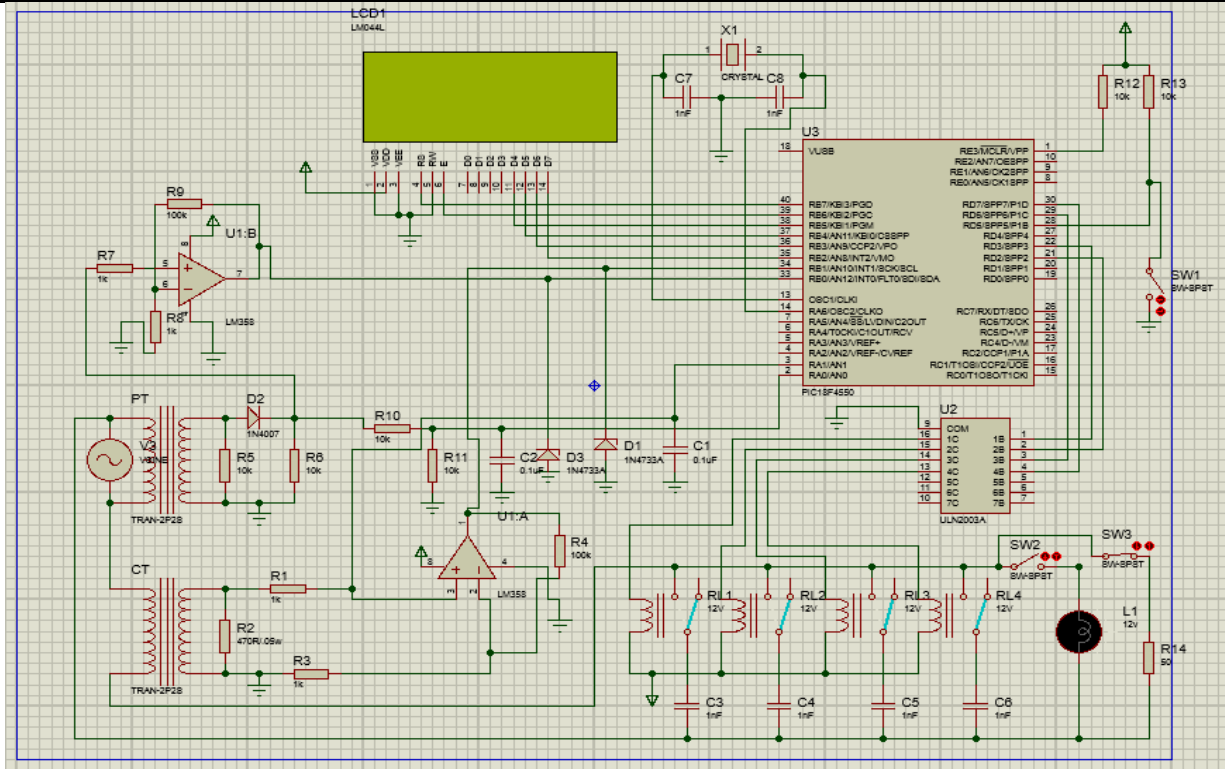 LCD1
LM044L
VSS
VDD
VEE
RS
RW
E
D0
D1
D2
D3
D4
D5
D6
D7
1
2
3
4
5
6
7
8
9
10
11
12
13
14
X1
1
2
CRYSTAL
C7
1nF
C8
1nF
R12
10k
R13
10k
U3
18
VUSB
RE3/MCLR/VPP
1
RE2/AN7/OESPP
10
RE1/AN6/CK2SPP
9
RE0/AN5/CK1SPP
8
40
RB7/KBI3/PGD
RD7/SPP7/P1D
30
39
RB6/KBI2/PGC
RD6/SPP6/P1C
29
38
RB5/KBI1/PGM
RD5/SPP5/P1B
28
37
RB4/AN11/KBI0/CSSPP
RD4/SPP4
27
36
RB3/AN9/CCP2/VPO
RD3/SPP3
22
35
RB2/AN8/INT2/VMO
RD2/SPP2
21
34
RB1/AN10/INT1/SCK/SCL
RD1/SPP1
20
33
RB0/AN12/INT0/FLT0/SDI/SDA
RD0/SPP0
19
13
OSC1/CLKI
14
RA6/OSC2/CLKO
RC7/RX/DT/SDO
26
7
RA5/AN4/SS/LVDIN/C2OUT
RC6/TX/CK
25
6
RA4/T0CKI/C1OUT/RCV
RC5/D+/VP
24
5
RA3/AN3/VREF+
RC4/D-/VM
23
4
RA2/AN2/VREF-/CVREF
RC2/CCP1/P1A
17
3
RA1/AN1
RC1/T1OSI/CCP2/UOE
16
2
RA0/AN0
RC0/T1OSO/T1CKI
15
PIC18F4550
SW1
SW-SPST
R9
100k
U1:B
R7
1k
5
6
8
7
4
R8
1k
LM358
PT
V3
VSINE
TRAN-2P2S
D2
1N4007
R5
10k
R6
10k
R10
10k
R11
10k
C2
0.1uF
D3
1N4733A
D1
1N4733A
C1
0.1uF
U2
9
COM
16
1C
1B
1
15
2C
2B
2
14
3C
3B
3
13
4C
4B
4
12
5C
5B
5
11
6C
6B
6
10
7C
7B
7
ULN2003A
U1:A
1
8
4
3
2
LM358
R4
100k
CT
TRAN-2P2S
R1
1k
R2
470R/.09w
R3
1k
RL1
12V
RL2
12V
RL3
12V
RL4
12V
SW2
SW-SPST
SW3
SW-SPST
L1
12v
R14
50
C3
1nF
C4
1nF
C5
1nF
C6
1nF